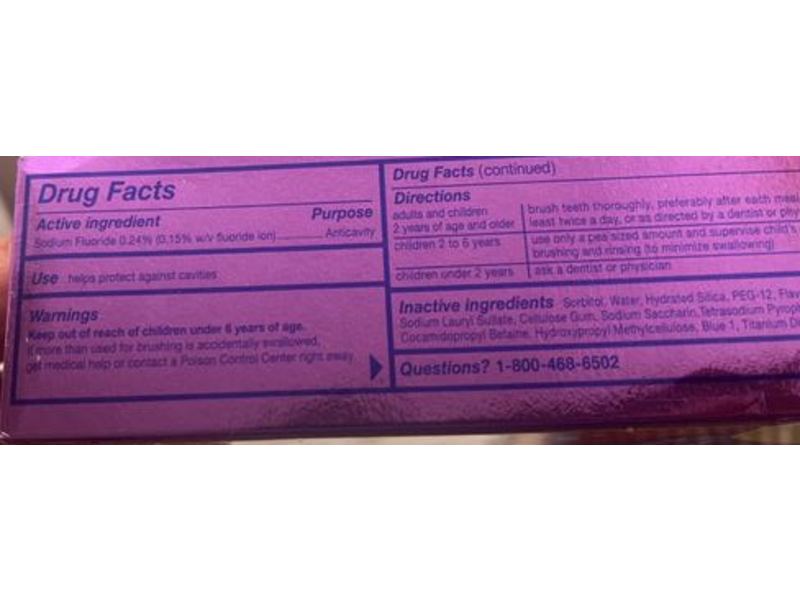 Drug Facts
Active ingredient Purpose
Sodium Fluoride 0.24% (0.15% w/v fluoride ion) Anticavity
Use helps protect against cavities
Warnings
Keep out of reach of children under 6 years of age.
If more than used for brushing is accidentally swallowed,
get medical help or contact a Poison Control Center right away.
Drug Facts (continued)
Directions
adults and children
2 years of age and older
brush teeth thoroughly, preferably after each
least twice a day, or as directed by a dentist or
children 2 to 6 years
use only a pea sized amount and supervise child's
brushing and rinsing (to minimize swallowing)
children under 2 years
ask a dentist or physician
Inactive ingredients Sorbitol, Water, Hydrated Silica, PEG-12,
Sodium Lauryl Sulfate, Cellulose Gum, Sodium Saccharin, Tetrasodium
Cocamidopropyl Betaine, Hydroxypropyl Methylcellulose, Blue 1, Titanium
Questions? 1-800-468-6502